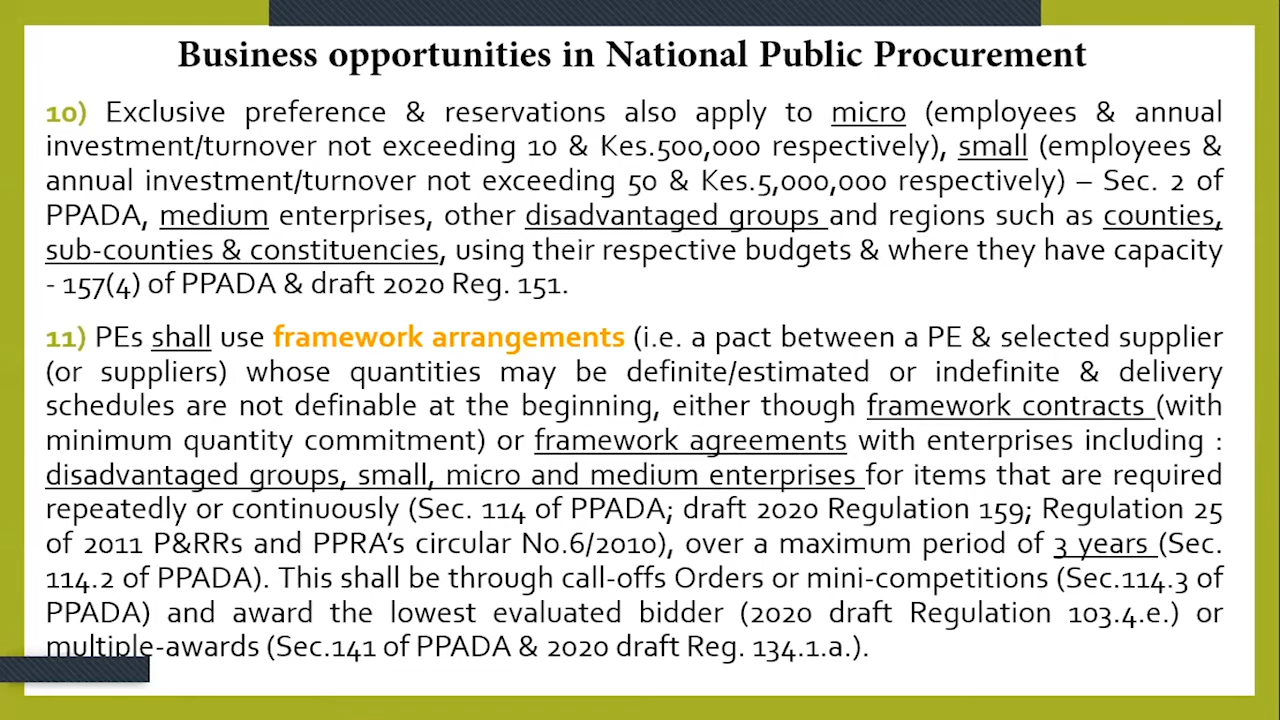 Business opportunities in National Public Procurement
10) Exclusive preference & reservations also apply to micro (employees & annual
investment/turnover not exceeding 10 & Kes.500,000 respectively), small (employees &
annual investment/turnover not exceeding 50 & Kes.5,000,000 respectively) – Sec. 2 of
PPADA, medium enterprises, other disadvantaged groups and regions such as counties,
sub-counties & constituencies, using their respective budgets & where they have capacity
- 157(4) of PPADA & draft 2020 Reg. 151.
11) PEs shall use framework arrangements (i.e. a pact between a PE & selected supplier
(or suppliers) whose quantities may be definite/estimated or indefinite & delivery
schedules are not definable at the beginning, either though framework contracts (with
minimum quantity commitment) or framework agreements with enterprises including :
disadvantaged groups, small, micro and medium enterprises for items that are required
repeatedly or continuously (Sec. 114 of PPADA; draft 2020 Regulation 159; Regulation 25
of 2011 P&RRs and PPRA’s circular No.6/2010), over a maximum period of 3 years (Sec.
114.2 of PPADA). This shall be through call-offs Orders or mini-competitions (Sec.114.3 of
PPADA) and award the lowest evaluated bidder (2020 draft Regulation 103.4.e.) or
multiple-awards (Sec.141 of PPADA & 2020 draft Reg. 134.1.a.).